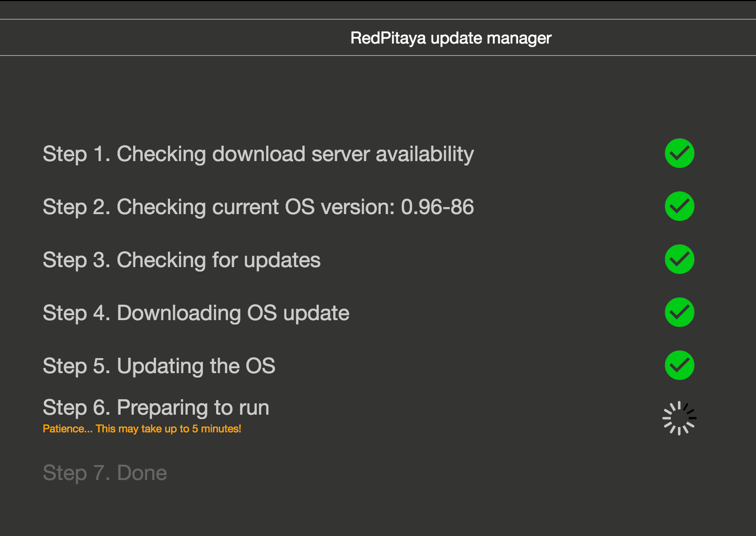 RedPitaya update manager
Step 1. Checking download server availability
Step 2. Checking current OS version: 0.96-86
Step 3. Checking for updates
Step 4. Downloading OS update
Step 5. Updating the OS
Step 6. Preparing to run
Patience... This may take up to 5 minutes!
Step 7. Done